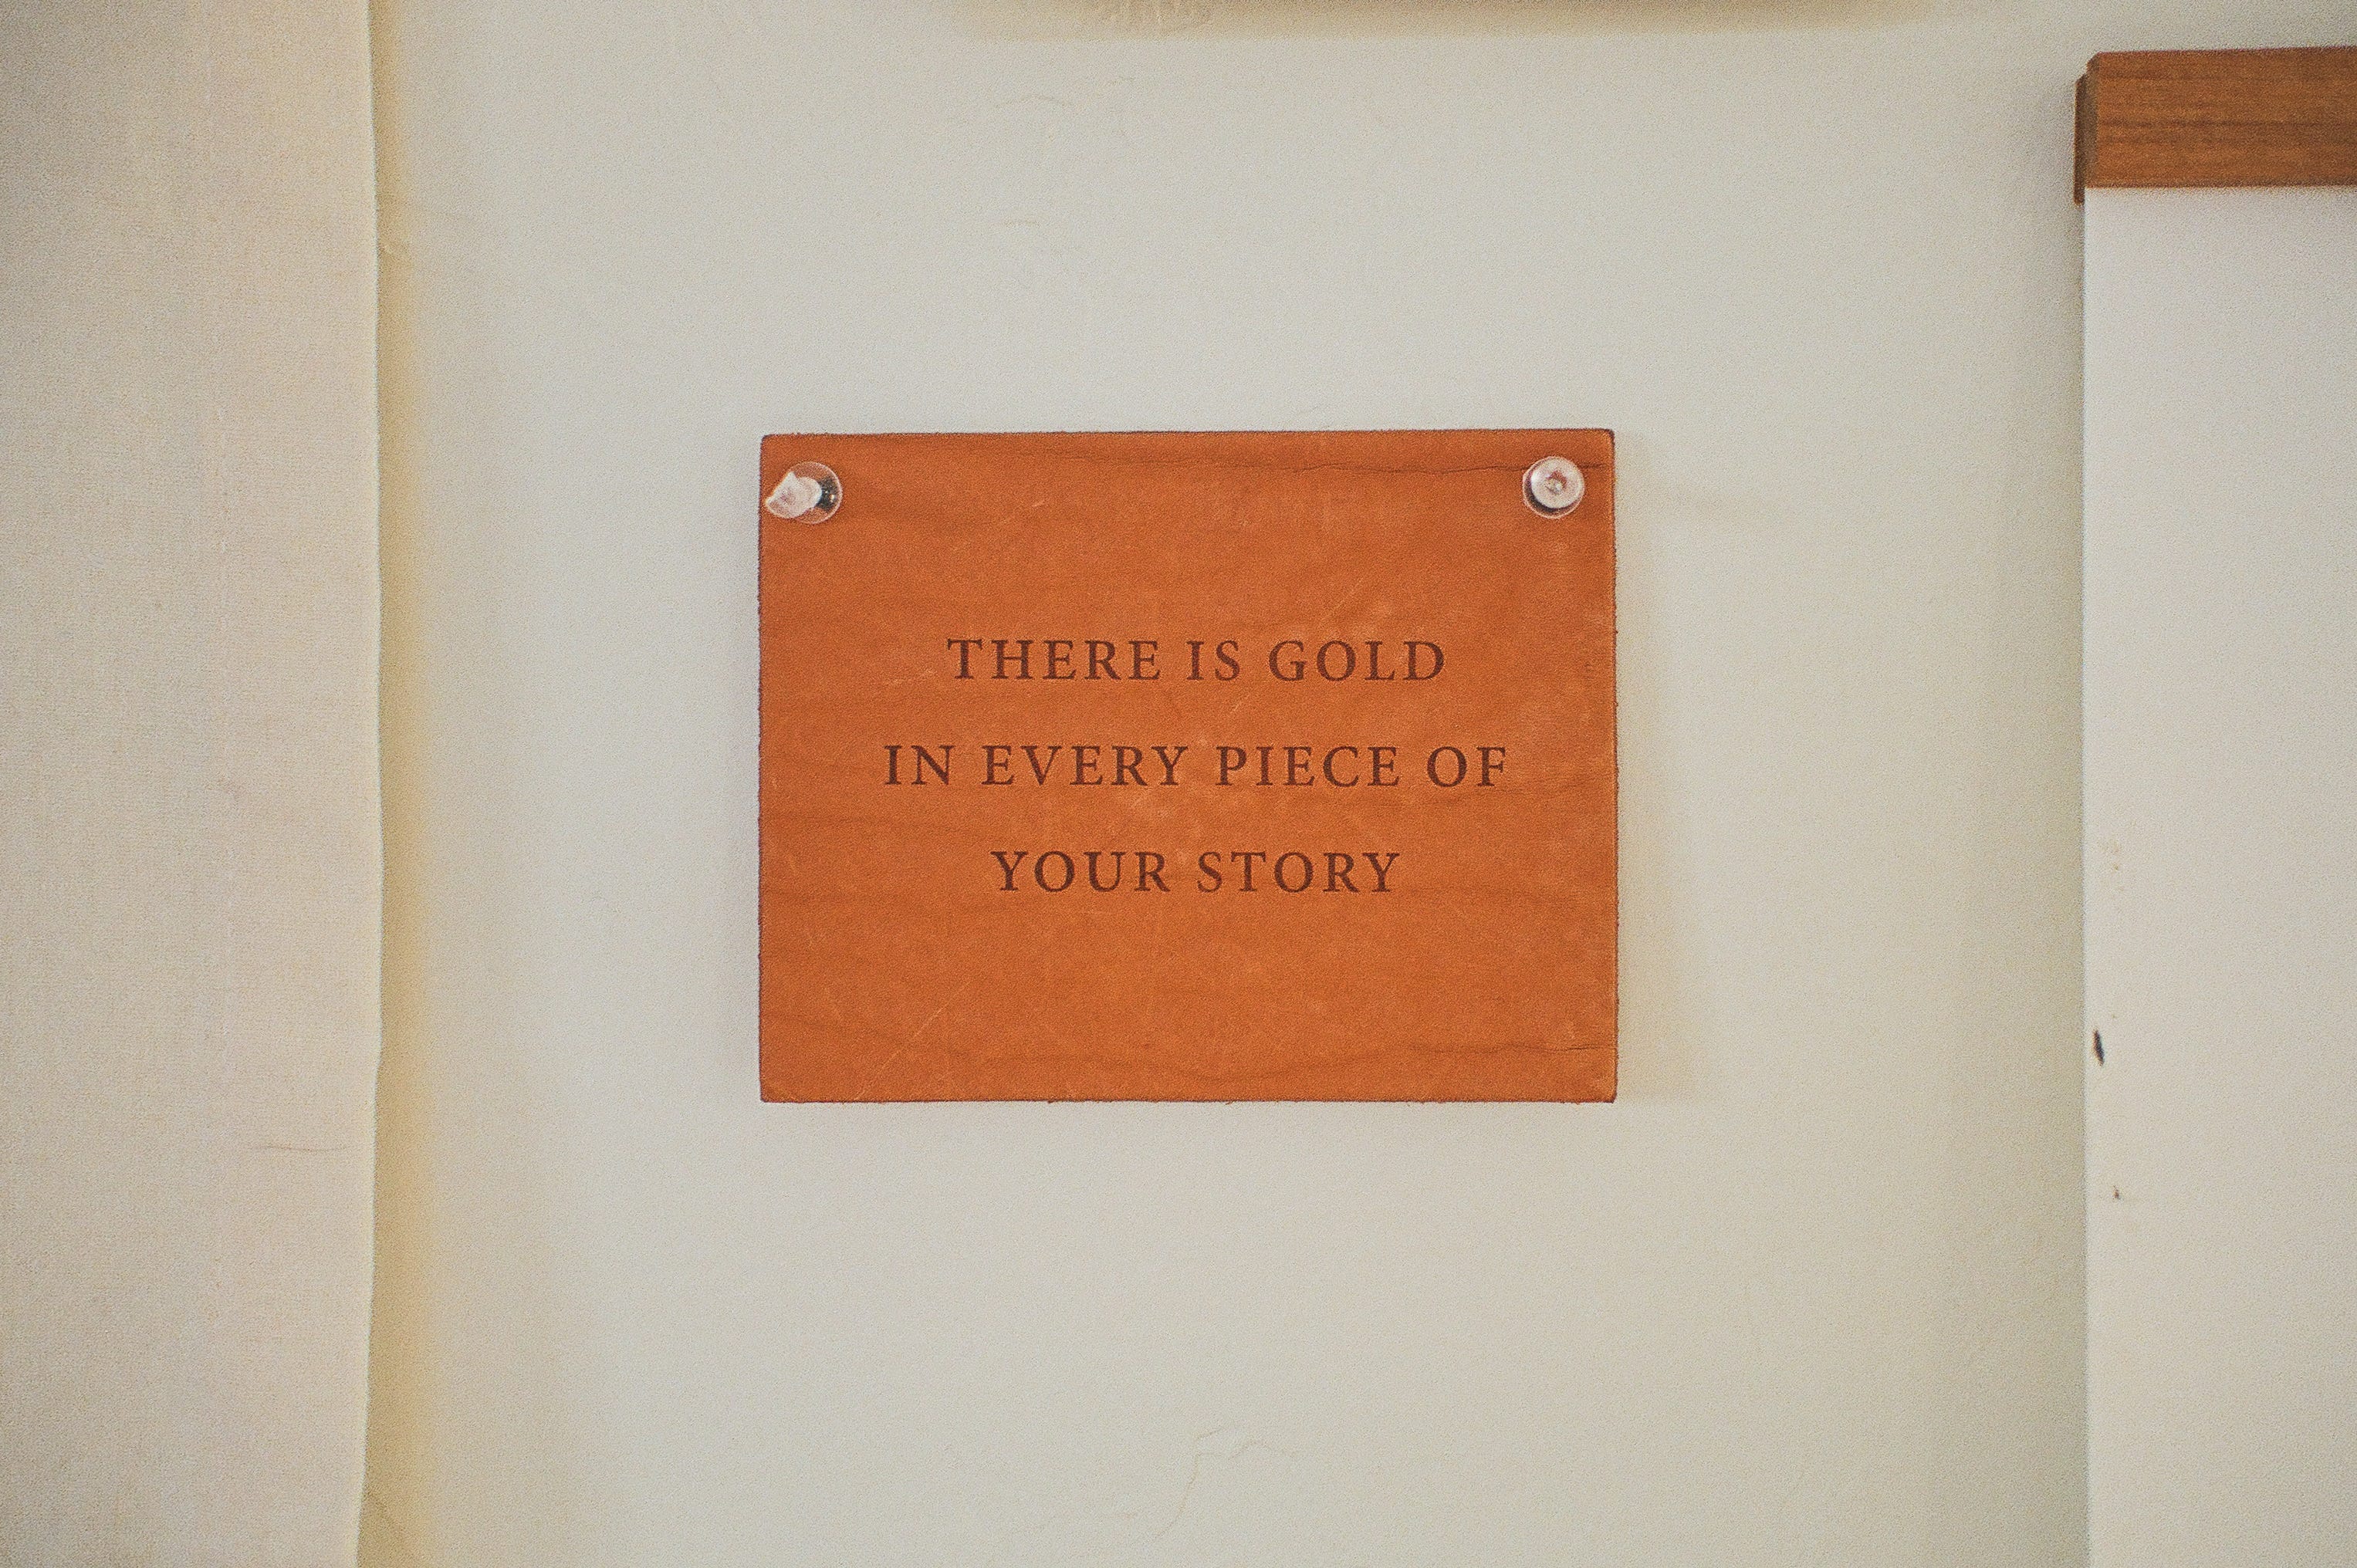 THERE IS GOLD
IN EVERY PIECE OF
YOUR STORY